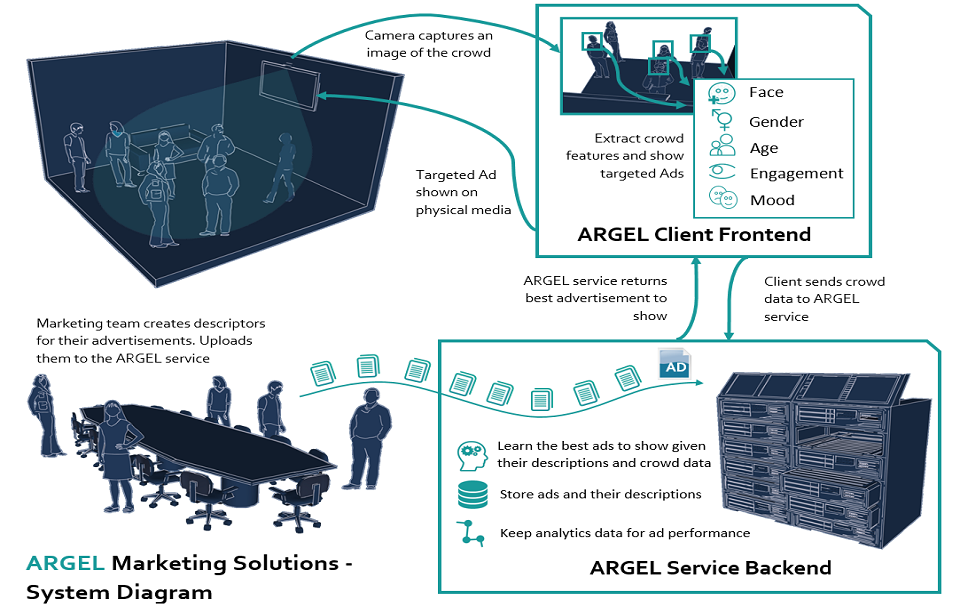 Camera captures an
image of the crowd
Face
Gender
Age
Engagement
Mood
Extract crowd
features and show
targeted Ads
ARGEL Client Frontend
Targeted Ad
shown on
physical media
ARGEL service returns
best advertisement to
show
Client sends crowd
data to ARGEL
service
Marketing team creates descriptors
for their advertisements. Uploads
them to the ARGEL service
AD
Learn the best ads to show given
their descriptions and crowd data
Store ads and their descriptions
Keep analytics data for ad performance
ARGEL Service Backend
ARGEL Marketing Solutions -
System Diagram